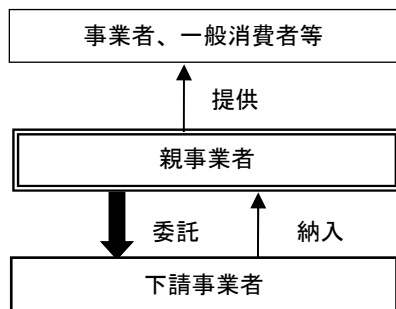 事業者、一般消費者等
提供
親事業者
委託
納入
下請事業者